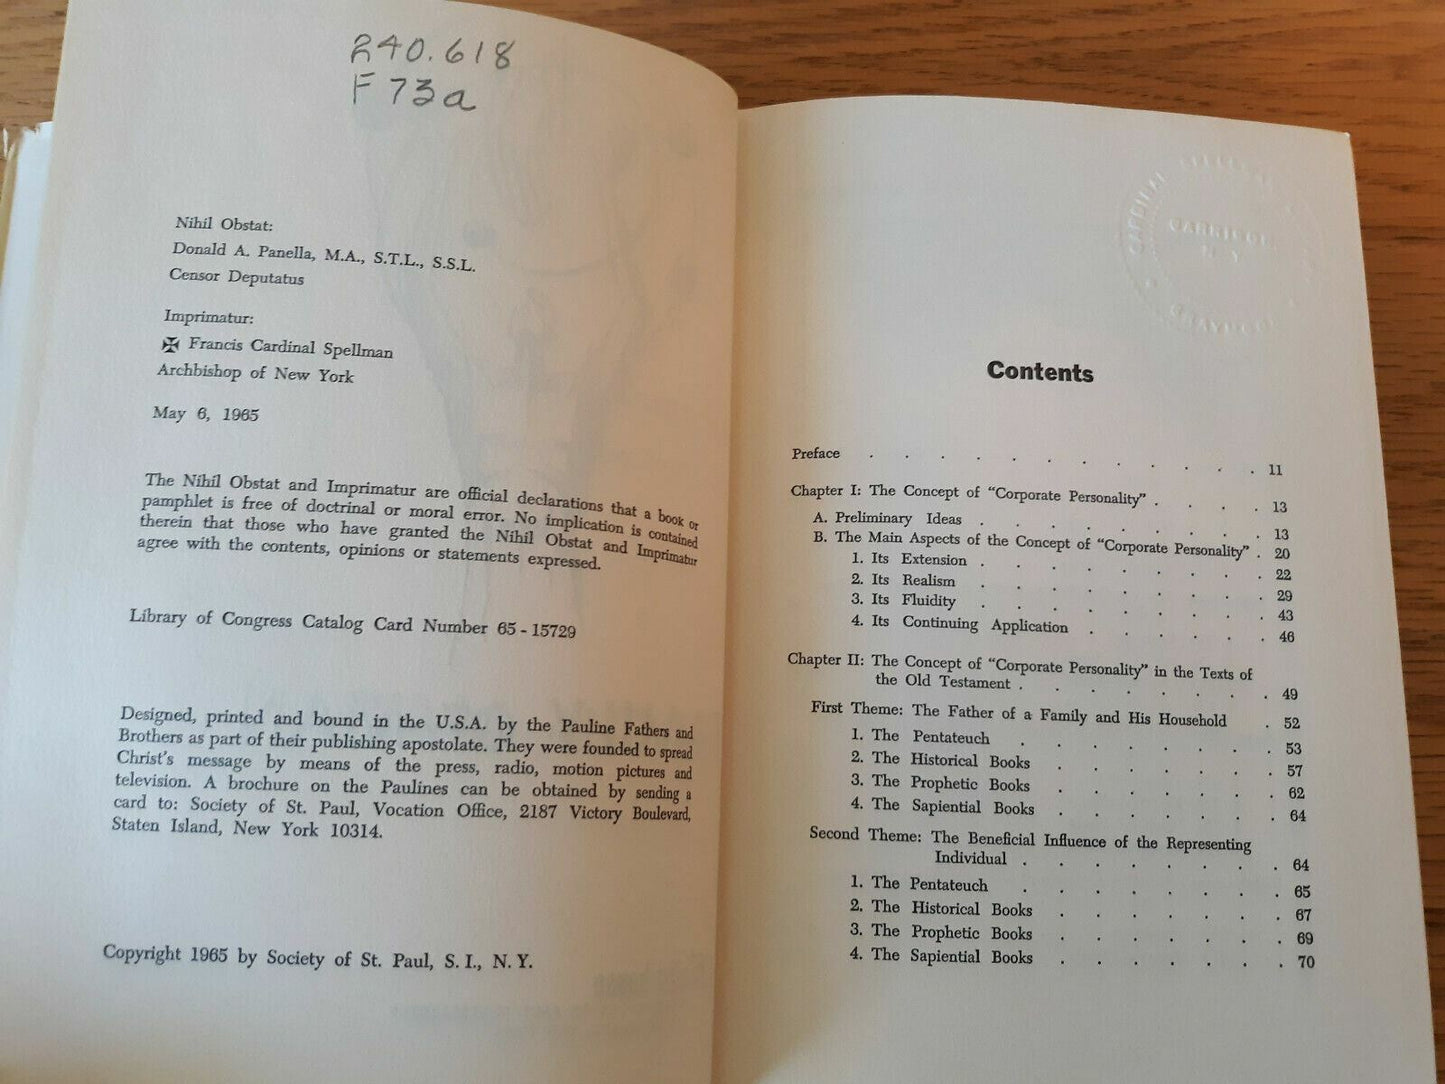 240.618
F73a
Nihil Obstat:
Donald A. Panella, M.A., S.T.L., S.S.L.
Censor Deputatus
Imprimatur:
✠ Francis Cardinal Spellman
Archbishop of New York
May 6, 1965
The Nihil Obstat and Imprimatur are official declarations that a book or
pamphlet is free of doctrinal or moral error. No implication is contained
therein that those who have granted the Nihil Obstat and Imprimatur
agree with the contents, opinions or statements expressed.
Library of Congress Catalog Card Number 65-15729
Designed, printed and bound in the U.S.A. by the Pauline Fathers and
Brothers as part of their publishing apostolate. They were founded to spread
Christ's message by means of the press, radio, motion pictures and
television. A brochure on the Paulines can be obtained by sending a
card to: Society of St. Paul, Vocation Office, 2187 Victory Boulevard,
Staten Island, New York 10314.
Copyright 1965 by Society of St. Paul, S. I., N. Y.
CARDINAL
Contents
Preface . . . . . . . . . . . . 11
Chapter I: The Concept of "Corporate Personality" . . . . 13
A. Preliminary Ideas . . . . . . . . . 13
B. The Main Aspects of the Concept of "Corporate Personality" . 20
1. Its Extension . . . . . . . . . 22
2. Its Realism . . . . . . . . . 29
3. Its Fluidity . . . . . . . . . 43
4. Its Continuing Application . . . . . . 46
Chapter II: The Concept of "Corporate Personality" in the Texts of
the Old Testament . . . . . . . . 49
First Theme: The Father of a Family and His Household . 52
1. The Pentateuch . . . . . . . . 53
2. The Historical Books . . . . . . . 57
3. The Prophetic Books . . . . . . . 62
4. The Sapiential Books . . . . . . . 64
Second Theme: The Beneficial Influence of the Representing
Individual . . . . . . . . 64
1. The Pentateuch . . . . . . . . 65
2. The Historical Books . . . . . . . 67
3. The Prophetic Books . . . . . . . 69
4. The Sapiential Books . . . . . . . 70